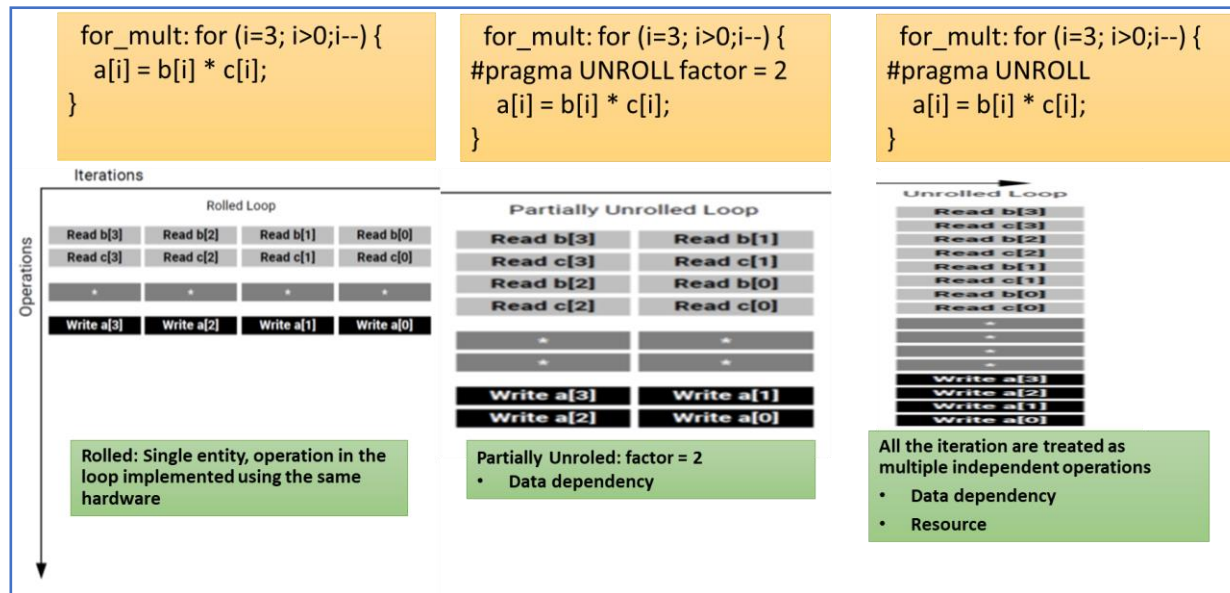 for_mult: for (i=3; i>0;i--) {
a[i] = b[i] * c[i];
}
for_mult: for (i=3; i>0;i--) {
#pragma UNROLL factor = 2
a[i] = b[i] * c[i];
}
for_mult: for (i=3; i>0;i--) {
#pragma UNROLL
a[i] = b[i] * c[i];
}
Iterations
Operations
Rolled Loop
Read b[3] Read b[2] Read b[1] Read b[0]
Read c[3] Read c[2] Read c[1] Read c[0]
* * * *
Write a[3] Write a[2] Write a[1] Write a[0]
Rolled: Single entity, operation in the
loop implemented using the same
hardware
Partially Unrolled Loop
Read b[3] Read b[1]
Read c[3] Read c[1]
Read b[2] Read b[0]
Read c[2] Read c[0]
* *
* *
Write a[3] Write a[1]
Write a[2] Write a[0]
Partially Unroled: factor = 2
• Data dependency
Unrolled Loop
Read b[3]
Read c[3]
Read b[2]
Read c[2]
Read b[1]
Read c[1]
Read b[0]
Read c[0]
*
*
*
*
Write a[3]
Write a[2]
Write a[1]
Write a[0]
All the iteration are treated as
multiple independent operations
• Data dependency
• Resource